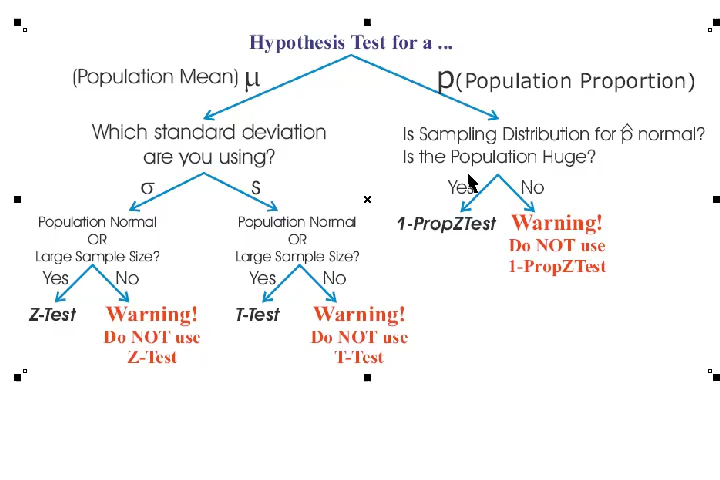 Hypothesis Test for a ...
(Population Mean) μ
p(Population Proportion)
Which standard deviation
are you using?
σ
s
Population Normal
OR
Large Sample Size?
Yes
No
Z-Test
Warning!
Do NOT use
Z-Test
Population Normal
OR
Large Sample Size?
Yes
No
T-Test
Warning!
Do NOT use
T-Test
Is Sampling Distribution for p̂ normal?
Is the Population Huge?
Yes
No
1-PropZTest
Warning!
Do NOT use
1-PropZTest